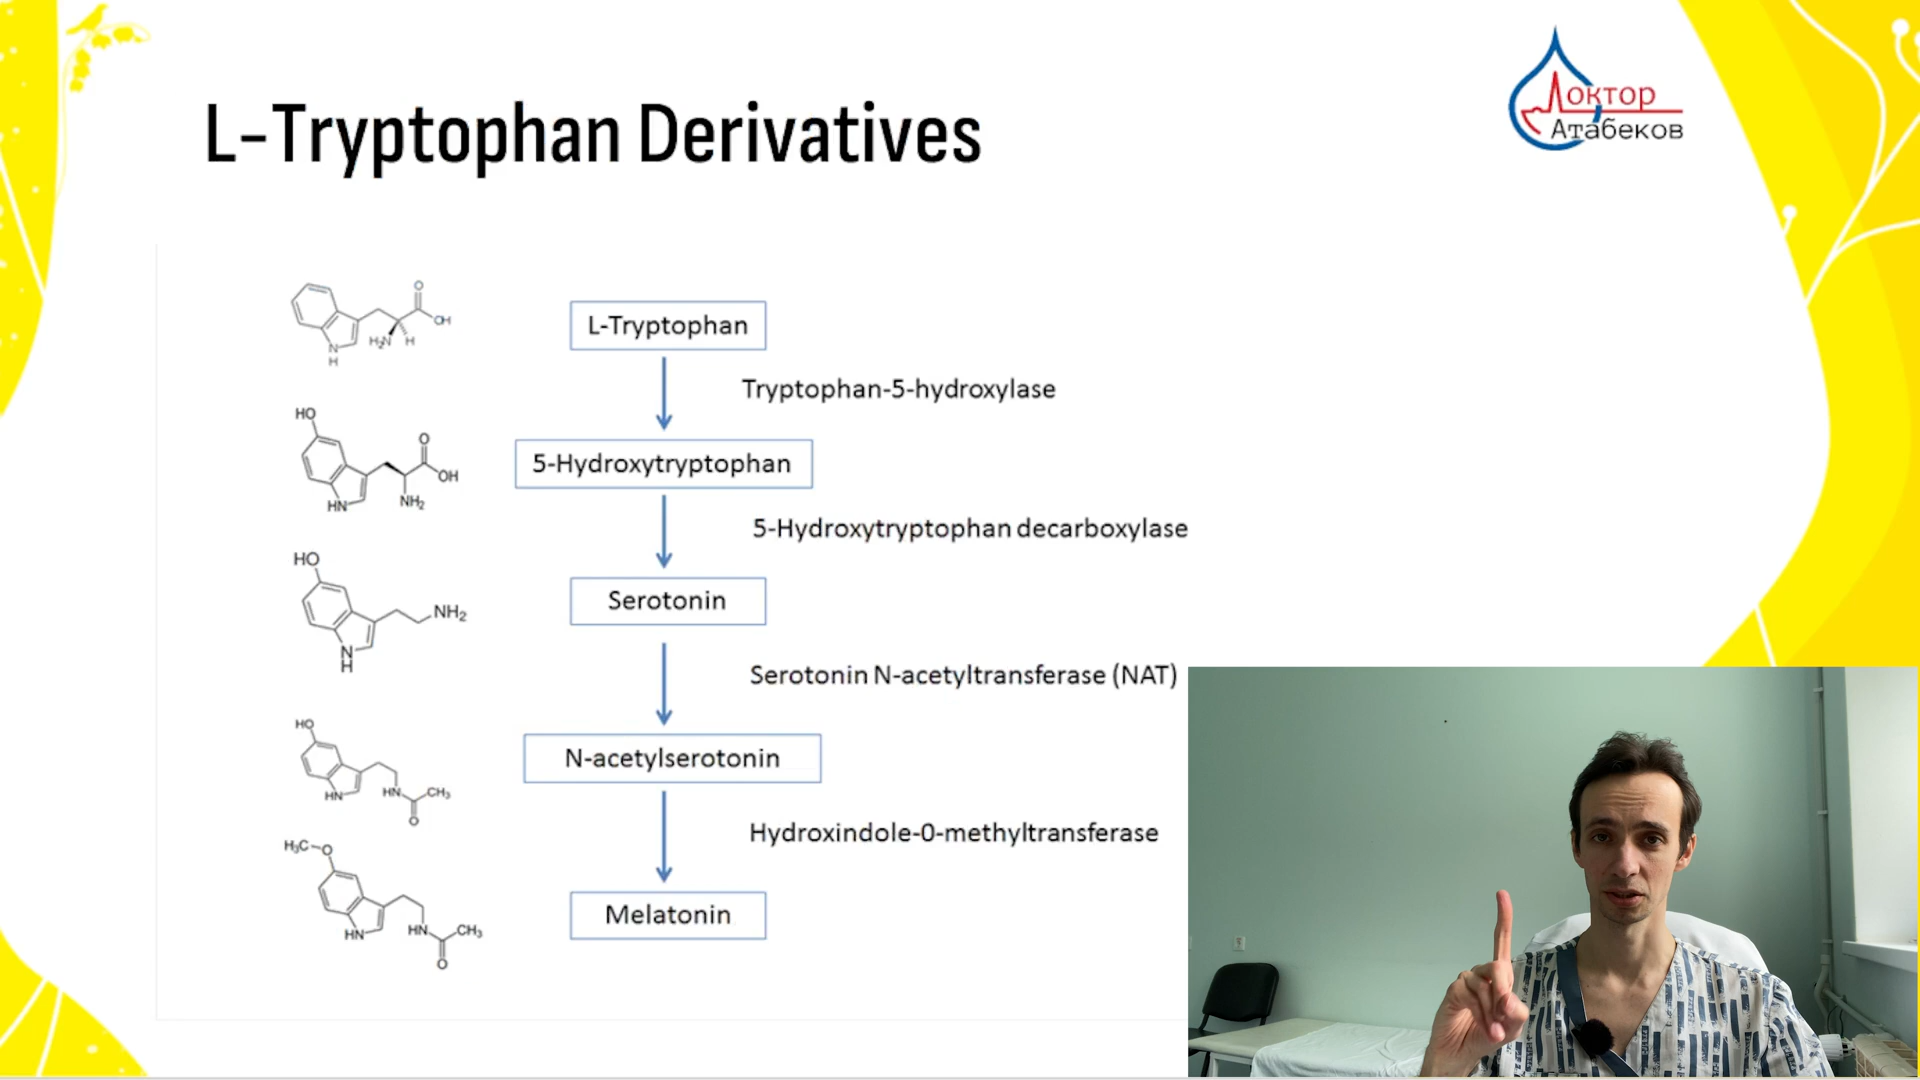 L-Tryptophan Derivatives
Доктор
Атабеков
O
OH
H₂N H
N
H
L-Tryptophan
Tryptophan-5-hydroxylase
HO
O
OH
NH₂
HN
5-Hydroxytryptophan
5-Hydroxytryptophan decarboxylase
HO
NH₂
N
H
Serotonin
Serotonin N-acetyltransferase (NAT)
HO
HN
HN
CH₃
O
N-acetylserotonin
Hydroxindole-0-methyltransferase
H₃C-O
HN
HN
CH₃
O
Melatonin